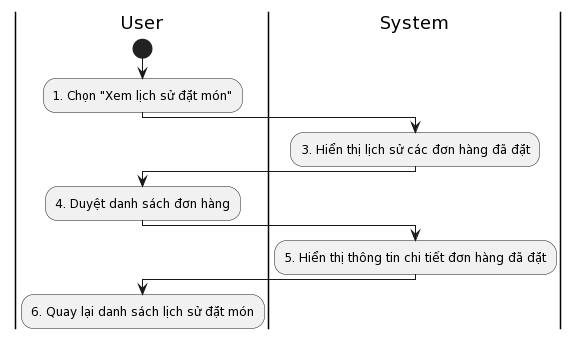 User
System
1. Chọn "Xem lịch sử đặt món"
3. Hiển thị lịch sử các đơn hàng đã đặt
4. Duyệt danh sách đơn hàng
5. Hiển thị thông tin chi tiết đơn hàng đã đặt
6. Quay lại danh sách lịch sử đặt món